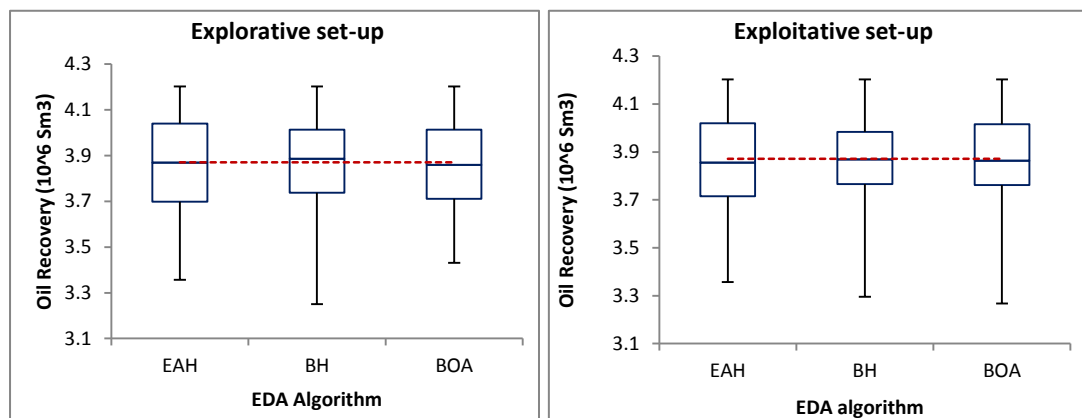 Explorative set-up
Oil Recovery (10^6 Sm3)
4.3
4.1
3.9
3.7
3.5
3.3
3.1
EAH BH BOA
EDA Algorithm
Exploitative set-up
Oil Recovery (10^6 Sm3)
4.3
4.1
3.9
3.7
3.5
3.3
3.1
EAH BH BOA
EDA algorithm